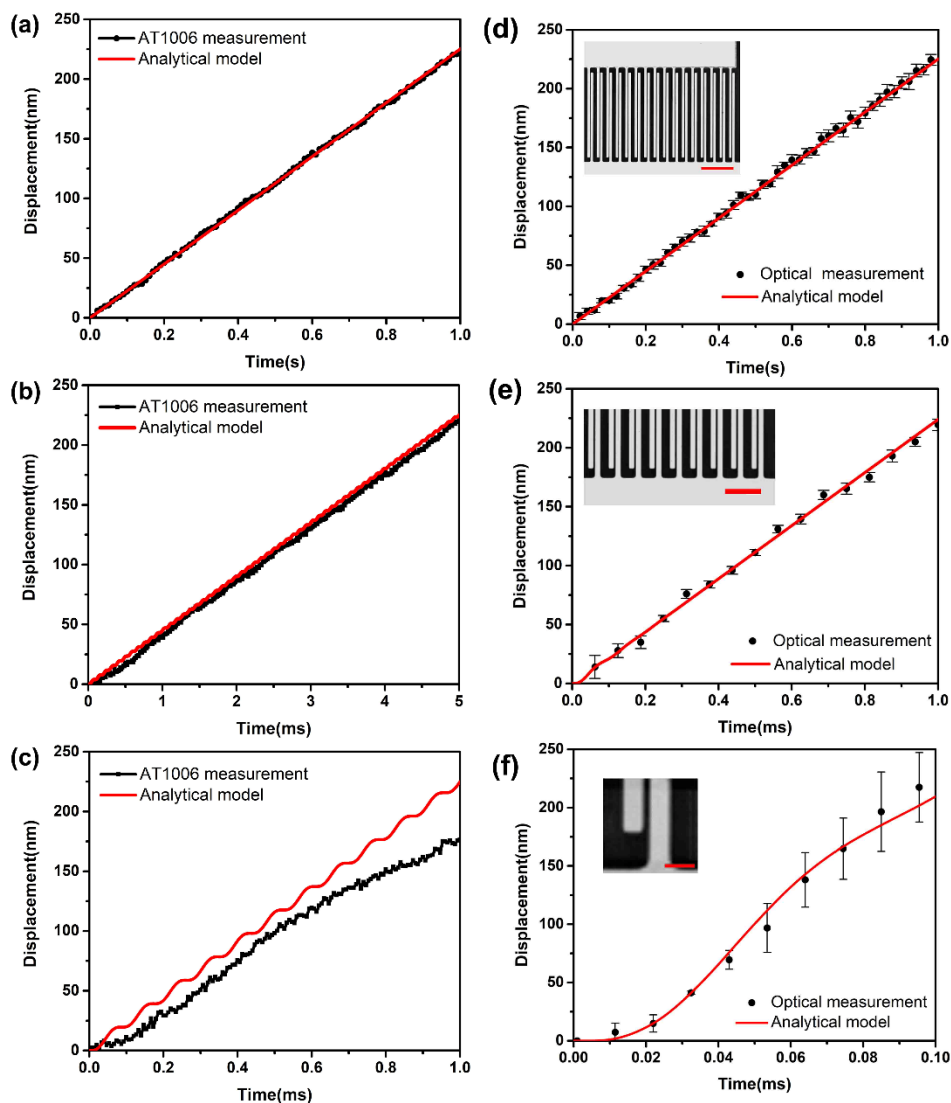 (a)
250
200
150
100
50
0
Displacement(nm)
AT1006 measurement
Analytical model
0.0 0.2 0.4 0.6 0.8 1.0
Time(s)
(d)
250
200
150
100
50
0
Displacement(nm)
Optical measurement
Analytical model
0.0 0.2 0.4 0.6 0.8 1.0
Time(s)
(b)
250
200
150
100
50
0
Displacement(nm)
AT1006 measurement
Analytical model
1 2 3 4 5
Time(ms)
(e)
250
200
150
100
50
0
Displacement(nm)
Optical measurement
Analytical model
0.0 0.2 0.4 0.6 0.8 1.0
Time(ms)
(c)
250
200
150
100
50
0
Displacement(nm)
AT1006 measurement
Analytical model
0.0 0.2 0.4 0.6 0.8 1.0
Time(ms)
(f)
250
200
150
100
50
0
Displacement(nm)
Optical measurement
Analytical model
0.00 0.02 0.04 0.06 0.08 0.10
Time(ms)